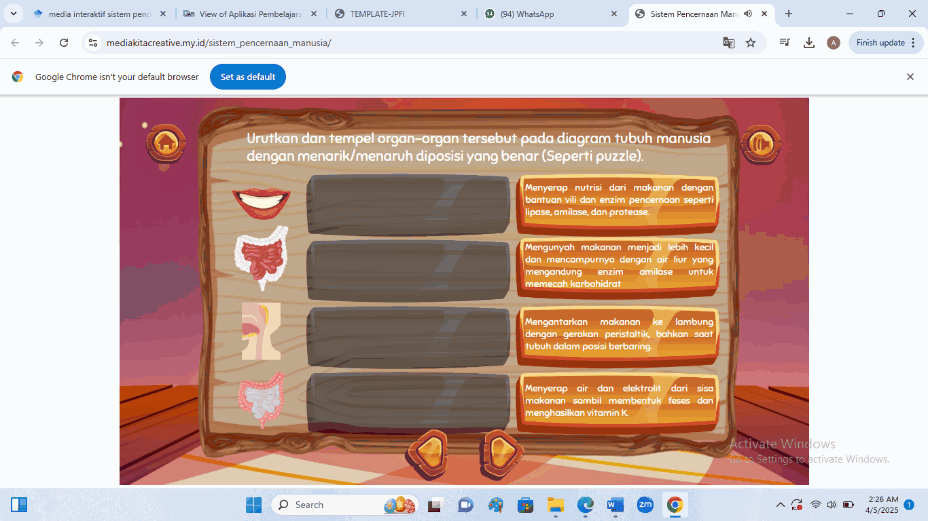 media interaktif sistem penc
View of Aplikasi Pembelajara
TEMPLATE-JPFI
(94) WhatsApp
Sistem Pencernaan Man
mediakitacreative.my.id/sistem_pencernaan_manusia/
A
Finish update
Google Chrome isn't your default browser
Set as default
Urutkan dan tempel organ-organ tersebut pada diagram tubuh manusia
dengan menarik/menaruh diposisi yang benar (Seperti puzzle).
Menyerap nutrisi dari makanan dengan
bantuan vili dan enzim pencernaan seperti
lipase, amilase, dan protease.
Mengunyah makanan menjadi lebih kecil
dan mencampurnya dengan air liur yang
mengandung enzim amilase untuk
memecah karbohidrat
Mengantarkan makanan ke lambung
dengan gerakan peristaltik, bahkan saat
tubuh dalam posisi berbaring.
Menyerap air dan elektrolit dari sisa
makanan sambil membentuk feses dan
menghasilkan vitamin K.
Activate Windows
Go to Settings to activate Windows.
Search
zm
2:26 AM
4/5/2025
1